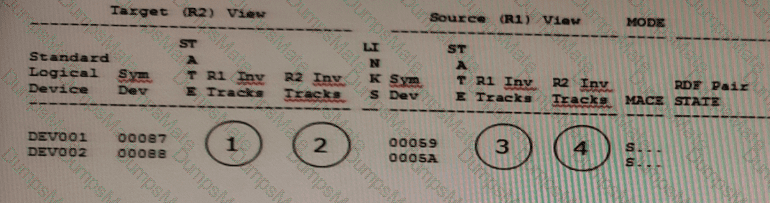 Target (R2) View Source (R1) View MODE
ST LI ST
Standard A N A
Logical Sym T R1 Inv R2 Inv K Sym T R1 Inv R2 Inv RDF Pair
Device Dev E Tracks Tracks S Dev E Tracks Tracks MACE STATE
DEV001 00087 1 2 00059 3 4 S...
DEV002 00088 0005A S...
DumpsMate